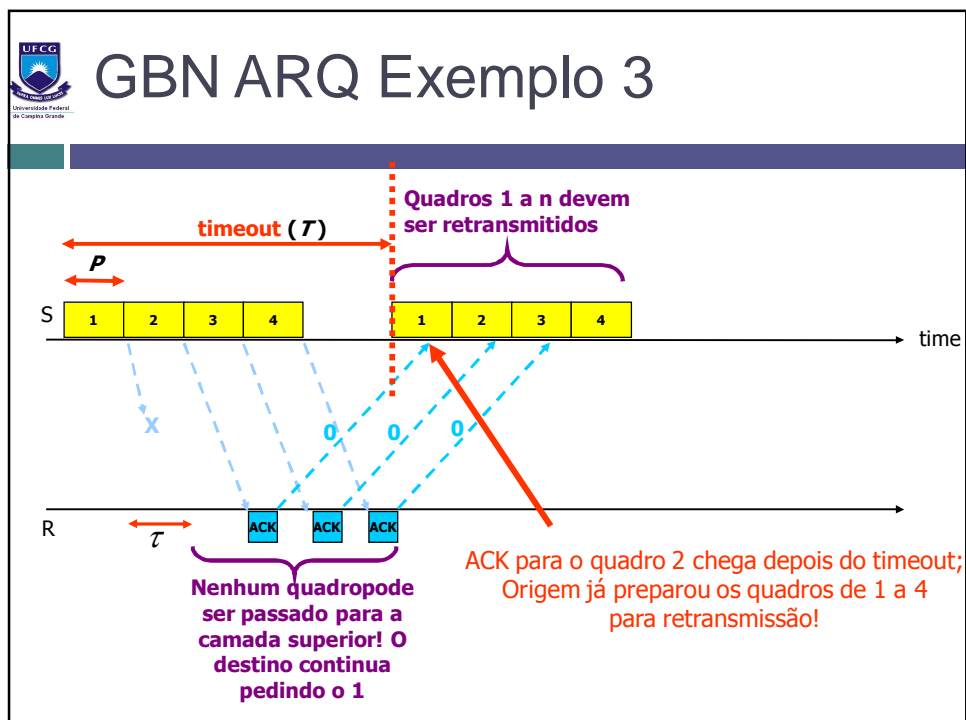 UFCG
Universidade Federal
de Campina Grande
GBN ARQ Exemplo 3
Quadros 1 a n devem
ser retransmitidos
timeout (T)
P
S
1 2 3 4
1 2 3 4
time
X
0 0 0
R
τ
ACK ACK ACK
Nenhum quadropode
ser passado para a
camada superior! O
destino continua
pedindo o 1
ACK para o quadro 2 chega depois do timeout;
Origem já preparou os quadros de 1 a 4
para retransmissão!